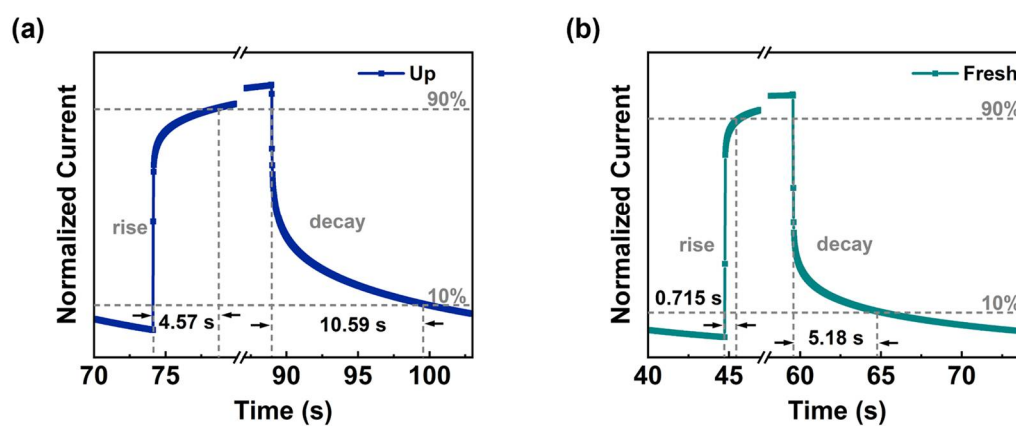 (a)
Up
90%
rise
decay
10%
4.57 s
10.59 s
Normalized Current
70 75 90 95 100
Time (s)
(b)
Fresh
90%
rise
decay
10%
0.715 s
5.18 s
Normalized Current
40 45 60 65 70
Time (s)